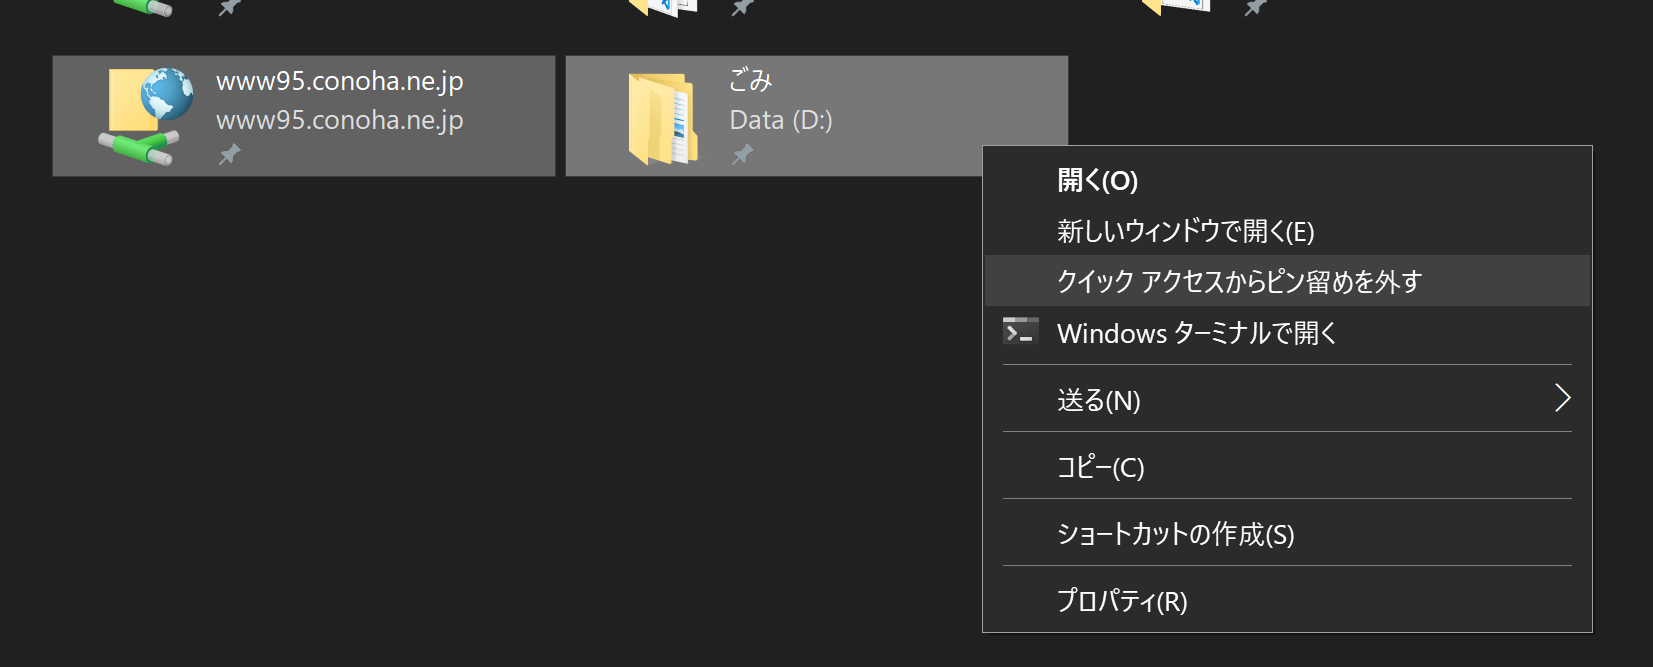 www95.conoha.ne.jp
www95.conoha.ne.jp
ごみ
Data (D:)
開く(O)
新しいウィンドウで開く(E)
クイック アクセスからピン留めを外す
Windows ターミナルで開く
送る(N)
コピー(C)
ショートカットの作成(S)
プロパティ(R)